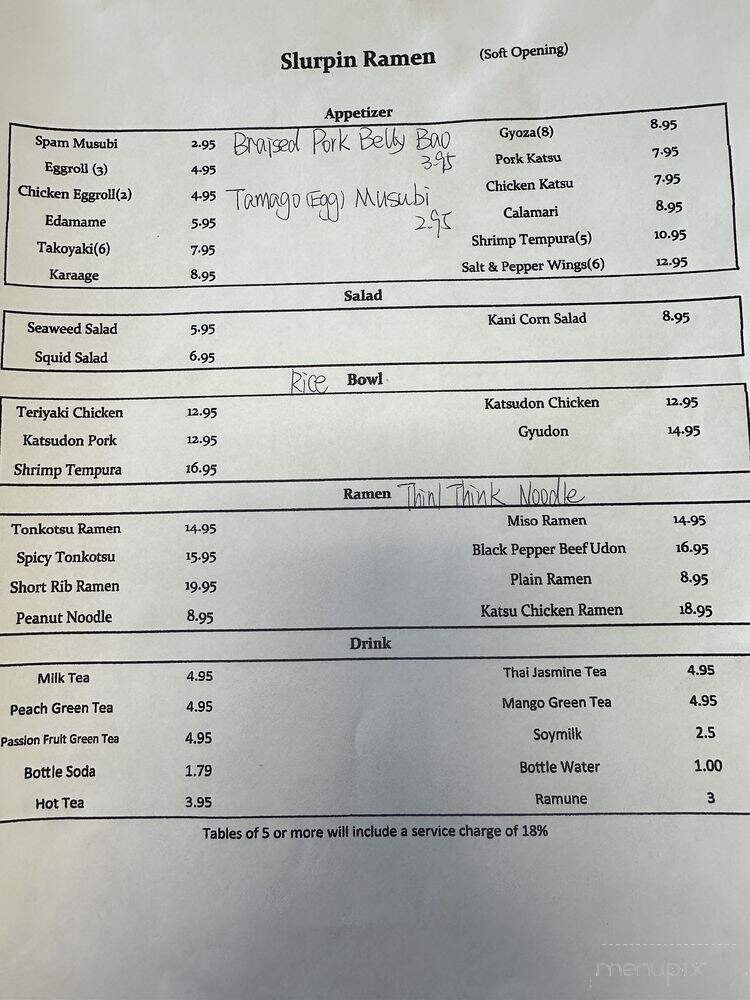 Slurpin Ramen (Soft Opening)
Appetizer
Spam Musubi 2.95 Braised Pork Belly Bao 3.95 Gyoza(8) 8.95
Eggroll (3) 4.95 Pork Katsu 7.95
Chicken Eggroll(2) 4.95 Tamago (Egg) Musubi 2.95 Chicken Katsu 7.95
Edamame 5.95 Calamari 8.95
Takoyaki(6) 7.95 Shrimp Tempura(5) 10.95
Karaage 8.95 Salt & Pepper Wings(6) 12.95
Salad
Seaweed Salad 5.95 Kani Corn Salad 8.95
Squid Salad 6.95
Rice Bowl
Teriyaki Chicken 12.95 Katsudon Chicken 12.95
Katsudon Pork 12.95 Gyudon 14.95
Shrimp Tempura 16.95
Ramen Thin/Think Noodle
Tonkotsu Ramen 14.95 Miso Ramen 14.95
Spicy Tonkotsu 15.95 Black Pepper Beef Udon 16.95
Short Rib Ramen 19.95 Plain Ramen 8.95
Peanut Noodle 8.95 Katsu Chicken Ramen 18.95
Drink
Milk Tea 4.95 Thai Jasmine Tea 4.95
Peach Green Tea 4.95 Mango Green Tea 4.95
Passion Fruit Green Tea 4.95 Soymilk 2.5
Bottle Soda 1.79 Bottle Water 1.00
Hot Tea 3.95 Ramune 3
Tables of 5 or more will include a service charge of 18%
menupix